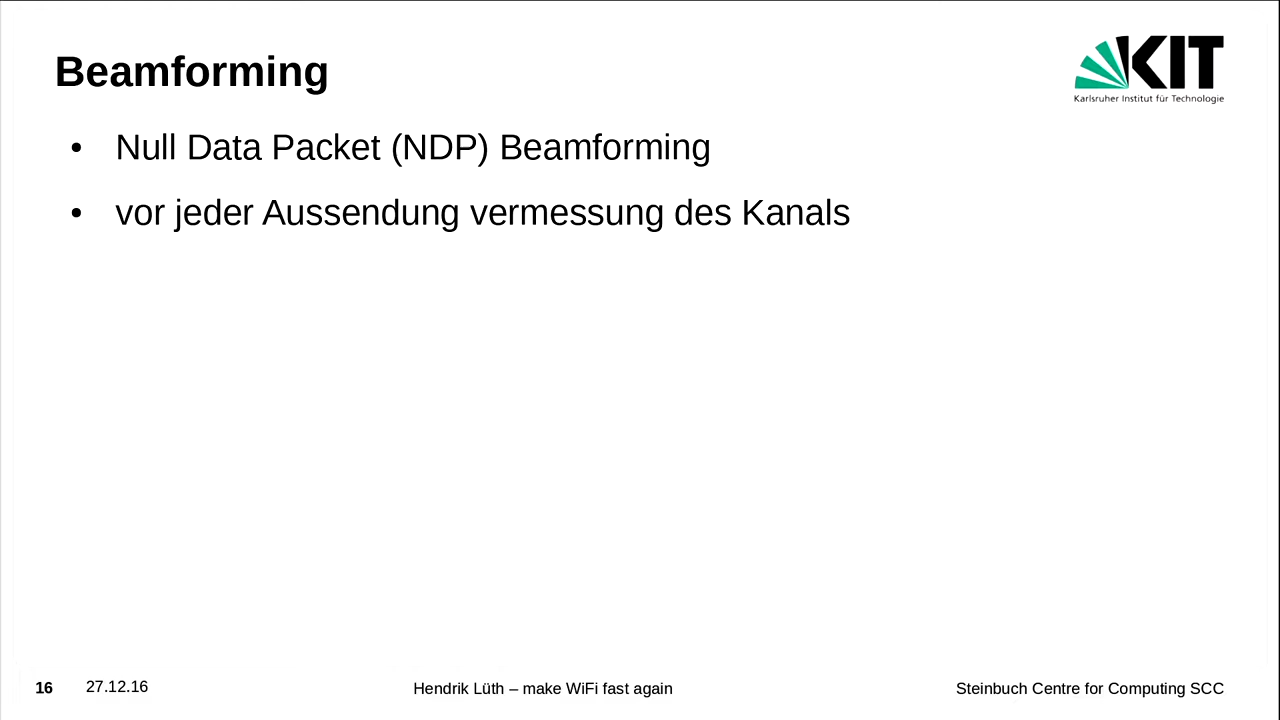 Beamforming
KIT
Karlsruher Institut für Technologie
• Null Data Packet (NDP) Beamforming
• vor jeder Aussendung vermessung des Kanals
16 27.12.16 Hendrik Lüth – make WiFi fast again Steinbuch Centre for Computing SCC